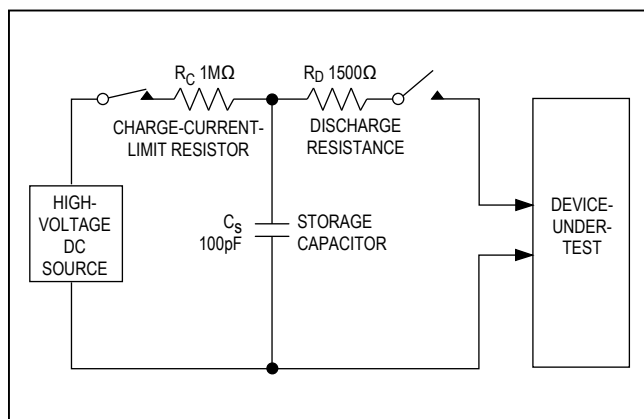 R_C 1MΩ
CHARGE-CURRENT-
LIMIT RESISTOR
R_D 1500Ω
DISCHARGE
RESISTANCE
HIGH-
VOLTAGE
DC
SOURCE
C_S
100pF
STORAGE
CAPACITOR
DEVICE-
UNDER-
TEST